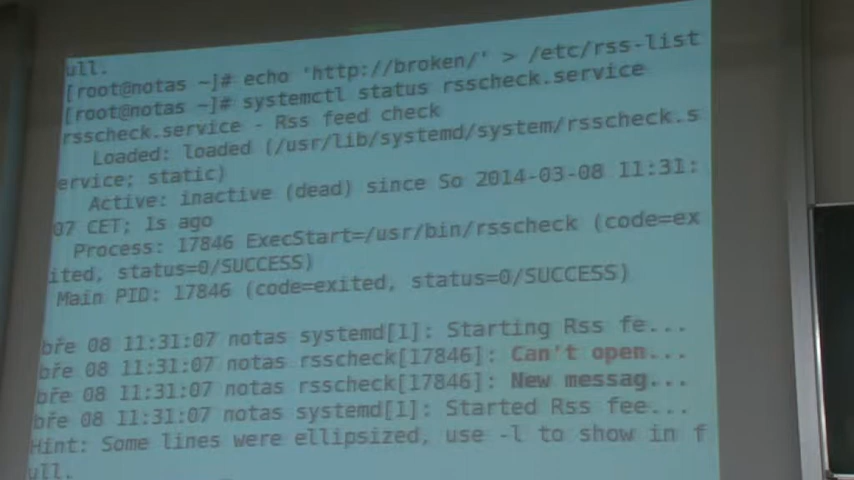 ull.
[root@notas ~]# echo 'http://broken/' > /etc/rss-list
[root@notas ~]# systemctl status rsscheck.service
rsscheck.service - Rss feed check
Loaded: loaded (/usr/lib/systemd/system/rsscheck.s
ervice; static)
Active: inactive (dead) since So 2014-03-08 11:31:
07 CET; 1s ago
Process: 17846 ExecStart=/usr/bin/rsscheck (code=ex
ited, status=0/SUCCESS)
Main PID: 17846 (code=exited, status=0/SUCCESS)
bře 08 11:31:07 notas systemd[1]: Starting Rss fe...
bře 08 11:31:07 notas rsscheck[17846]: Can't open...
bře 08 11:31:07 notas rsscheck[17846]: New messag...
bře 08 11:31:07 notas systemd[1]: Started Rss fee...
Hint: Some lines were ellipsized, use -l to show in f
ull.